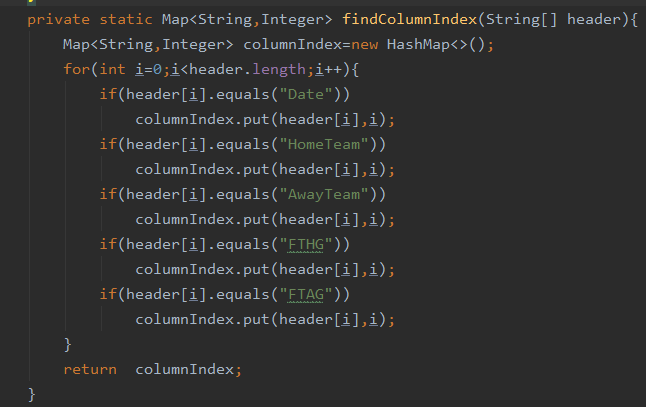 private static Map<String,Integer> findColumnIndex(String[] header){
    Map<String,Integer> columnIndex=new HashMap<>();
    for(int i=0;i<header.length;i++){
        if(header[i].equals("Date"))
            columnIndex.put(header[i],i);
        if(header[i].equals("HomeTeam"))
            columnIndex.put(header[i],i);
        if(header[i].equals("AwayTeam"))
            columnIndex.put(header[i],i);
        if(header[i].equals("FTHG"))
            columnIndex.put(header[i],i);
        if(header[i].equals("FTAG"))
            columnIndex.put(header[i],i);
    }
    return  columnIndex;
}